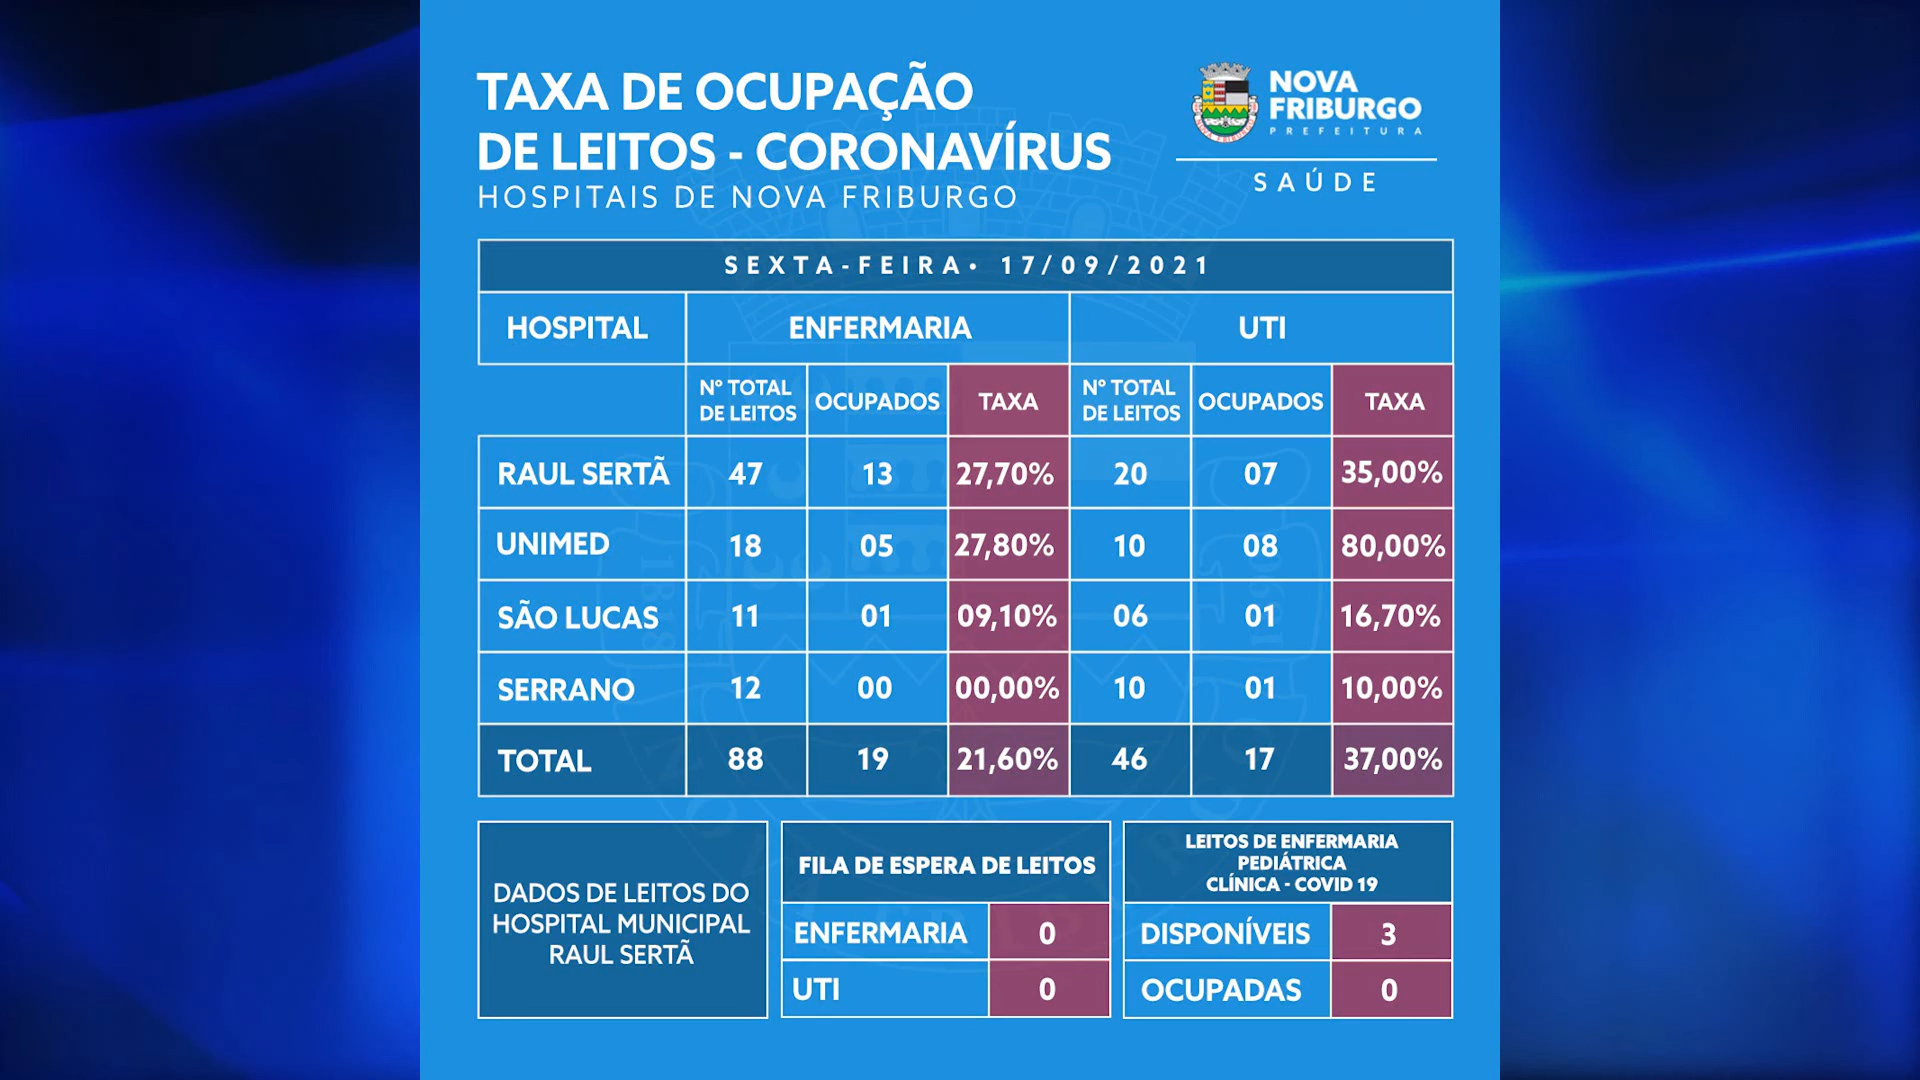 TAXA DE OCUPAÇÃO
DE LEITOS - CORONAVÍRUS
HOSPITAIS DE NOVA FRIBURGO
NOVA
FRIBURGO
PREFEITURA
SAÚDE
SEXTA-FEIRA• 17/09/2021
HOSPITAL ENFERMARIA UTI
Nº TOTAL DE LEITOS OCUPADOS TAXA Nº TOTAL DE LEITOS OCUPADOS TAXA
RAUL SERTÃ 47 13 27,70% 20 07 35,00%
UNIMED 18 05 27,80% 10 08 80,00%
SÃO LUCAS 11 01 09,10% 06 01 16,70%
SERRANO 12 00 00,00% 10 01 10,00%
TOTAL 88 19 21,60% 46 17 37,00%
DADOS DE LEITOS DO
HOSPITAL MUNICIPAL
RAUL SERTÃ
FILA DE ESPERA DE LEITOS
ENFERMARIA 0
UTI 0
LEITOS DE ENFERMARIA
PEDIÁTRICA
CLÍNICA - COVID 19
DISPONÍVEIS 3
OCUPADAS 0